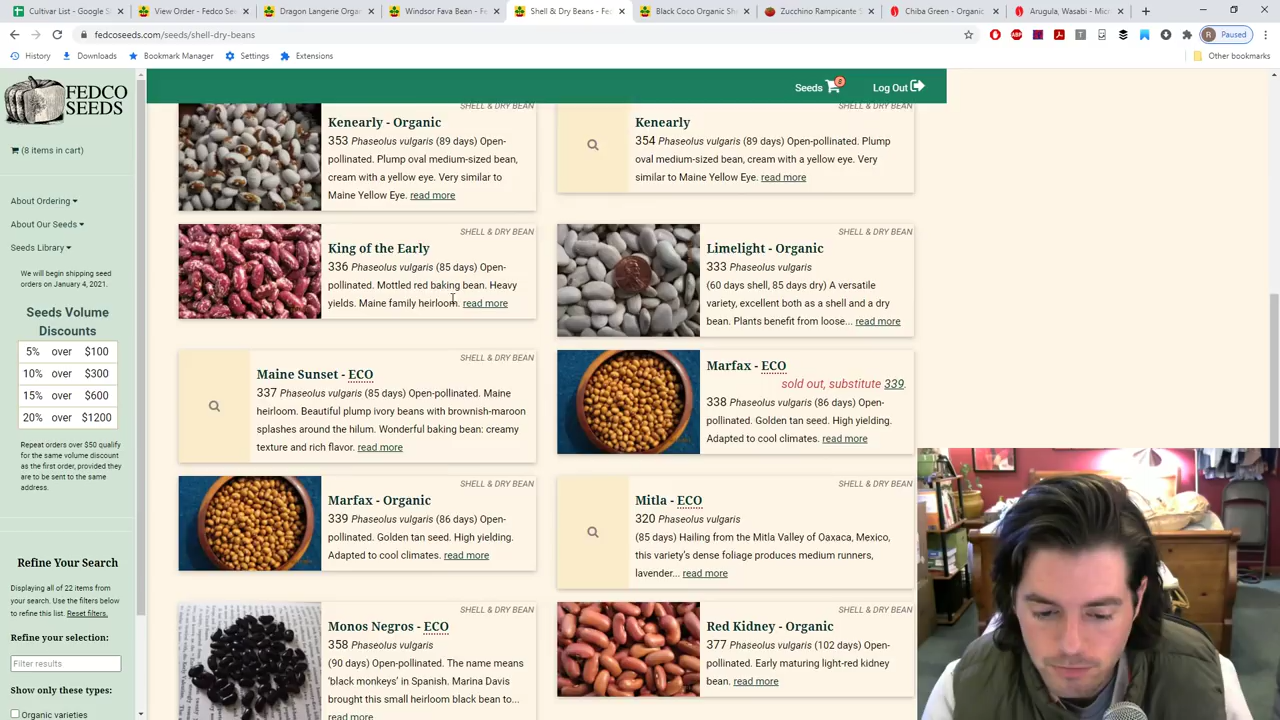 Culinary Staff - Google
View Order - Fedco
Dragon Langerie Organic
Windsor Fava Bean - Fe
Shell & Dry Beans - Fe
Black Coco Organic Sh
Zucchino Rampicante S
Chiba Green - Organic
Arugula, Wasabi - Micr
fedcoseeds.com/seeds/shell-dry-beans
Paused
History
Downloads
Bookmark Manager
Settings
Extensions
Other bookmarks
FEDCO
SEEDS
Seeds 8
Log Out
(8 items in cart)
About Ordering
About Our Seeds
Seeds Library
We will begin shipping seed
orders on January 4, 2021.
Seeds Volume
Discounts
5% over $100
10% over $300
15% over $600
20% over $1200
Repeat orders over $50 qualify
for the same volume discount
as the first order, provided they
are to be sent to the same
address.
Refine Your Search
Displaying all of 22 items from
your search. Use the filters below
to refine this list. Reset filters.
Refine your selection:
Filter results
Show only these types:
Organic varieties
SHELL & DRY BEAN
Kenearly - Organic
353 Phaseolus vulgaris (89 days) Open-
pollinated. Plump oval medium-sized bean,
cream with a yellow eye. Very similar to
Maine Yellow Eye. read more
SHELL & DRY BEAN
Kenearly
354 Phaseolus vulgaris (89 days) Open-pollinated. Plump
oval medium-sized bean, cream with a yellow eye. Very
similar to Maine Yellow Eye. read more
SHELL & DRY BEAN
King of the Early
336 Phaseolus vulgaris (85 days) Open-
pollinated. Mottled red baking bean. Heavy
yields. Maine family heirloom. read more
SHELL & DRY BEAN
Limelight - Organic
333 Phaseolus vulgaris
(60 days shell, 85 days dry) A versatile
variety, excellent both as a shell and a dry
bean. Plants benefit from loose... read more
SHELL & DRY BEAN
Maine Sunset - ECO
337 Phaseolus vulgaris (85 days) Open-pollinated. Maine
heirloom. Beautiful plump ivory beans with brownish-maroon
splashes around the hilum. Wonderful baking bean: creamy
texture and rich flavor. read more
SHELL & DRY BEAN
Marfax - ECO
sold out, substitute 339.
338 Phaseolus vulgaris (86 days) Open-
pollinated. Golden tan seed. High yielding.
Adapted to cool climates. read more
SHELL & DRY BEAN
Marfax - Organic
339 Phaseolus vulgaris (86 days) Open-
pollinated. Golden tan seed. High yielding.
Adapted to cool climates. read more
SHELL & DRY BEAN
Mitla - ECO
320 Phaseolus vulgaris
(85 days) Hailing from the Mitla Valley of Oaxaca, Mexico,
this variety's dense foliage produces medium runners,
lavender... read more
SHELL & DRY BEAN
Monos Negros - ECO
358 Phaseolus vulgaris
(90 days) Open-pollinated. The name means
'black monkeys' in Spanish. Marina Davis
brought this small heirloom black bean to...
read more
SHELL & DRY BEAN
Red Kidney - Organic
377 Phaseolus vulgaris (102 days) Open-
pollinated. Early maturing light-red kidney
bean. read more